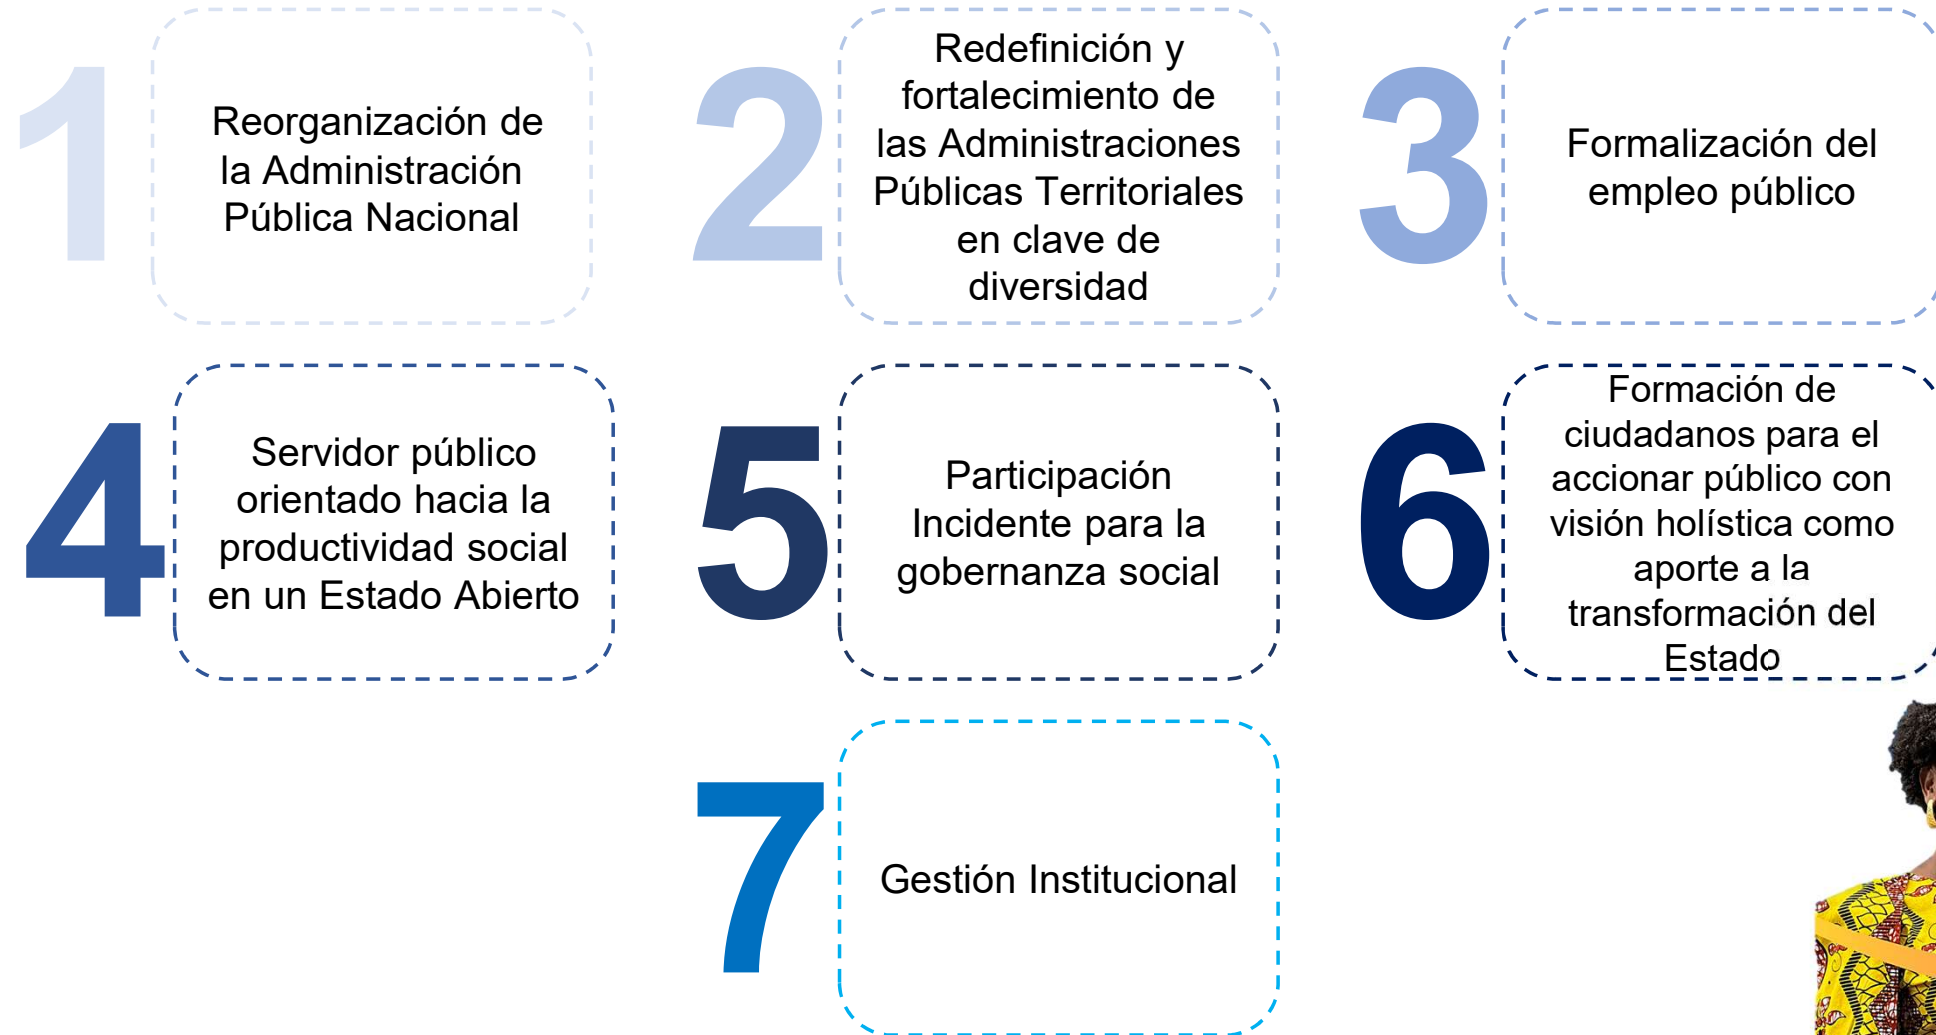 1
Reorganización de
la Administración
Pública Nacional
2
Redefinición y
fortalecimiento de
las Administraciones
Públicas Territoriales
en clave de
diversidad
3
Formalización del
empleo público
4
Servidor público
orientado hacia la
productividad social
en un Estado Abierto
5
Participación
Incidente para la
gobernanza social
6
Formación de
ciudadanos para el
accionar público con
visión holística como
aporte a la
transformación del
Estado
7
Gestión Institucional